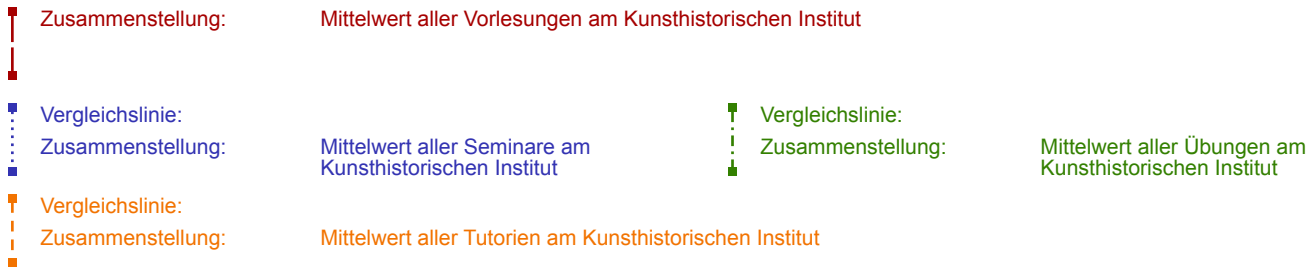 Zusammenstellung: Mittelwert aller Vorlesungen am Kunsthistorischen Institut
Vergleichslinie:
Zusammenstellung: Mittelwert aller Seminare am
Kunsthistorischen Institut
Vergleichslinie:
Zusammenstellung: Mittelwert aller Übungen am
Kunsthistorischen Institut
Vergleichslinie:
Zusammenstellung: Mittelwert aller Tutorien am Kunsthistorischen Institut